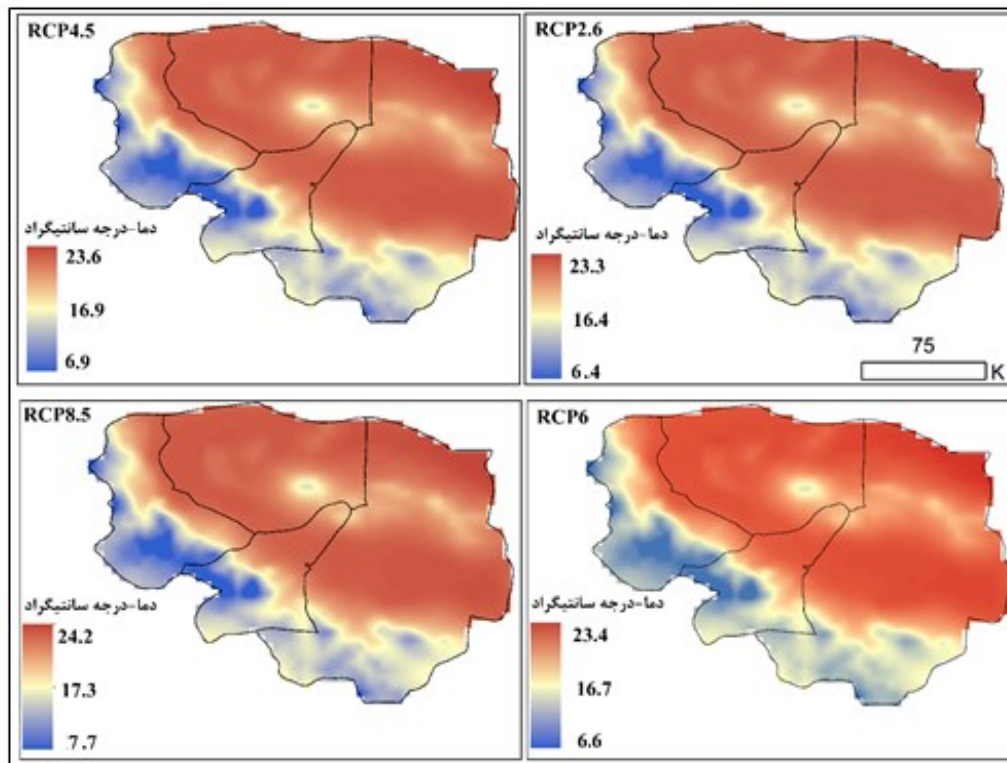 RCP4.5
دما-درجه سانتیگراد
23.6
16.9
6.9
RCP2.6
دما-درجه سانتیگراد
23.3
16.4
6.4
75
K
RCP8.5
دما-درجه سانتیگراد
24.2
17.3
7.7
RCP6
دما-درجه سانتیگراد
23.4
16.7
6.6